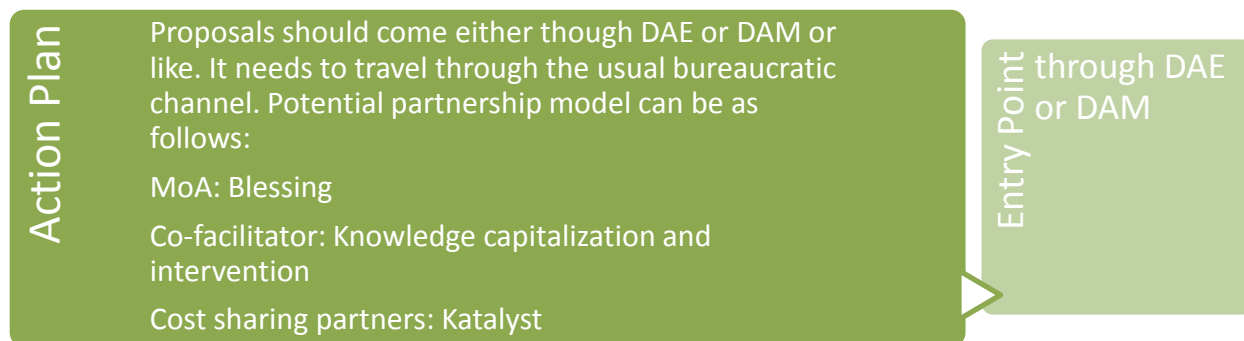 Action Plan
Proposals should come either though DAE or DAM or
like. It needs to travel through the usual bureaucratic
channel. Potential partnership model can be as
follows:
MoA: Blessing
Co-facilitator: Knowledge capitalization and
intervention
Cost sharing partners: Katalyst
Entry Point
through DAE
or DAM